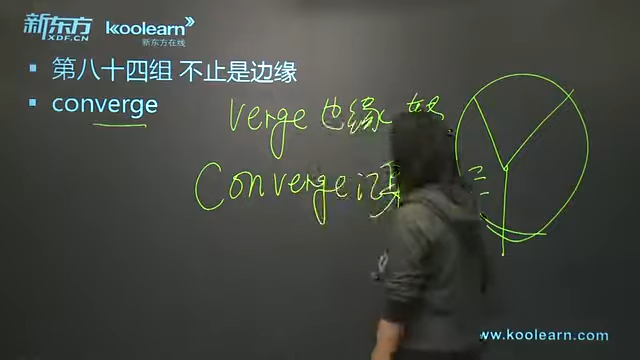 新东方 koolearn
XDF.CN 新东方在线
第八十四组 不止是边缘
converge
verge 边缘
Converge
www.koolearn.com